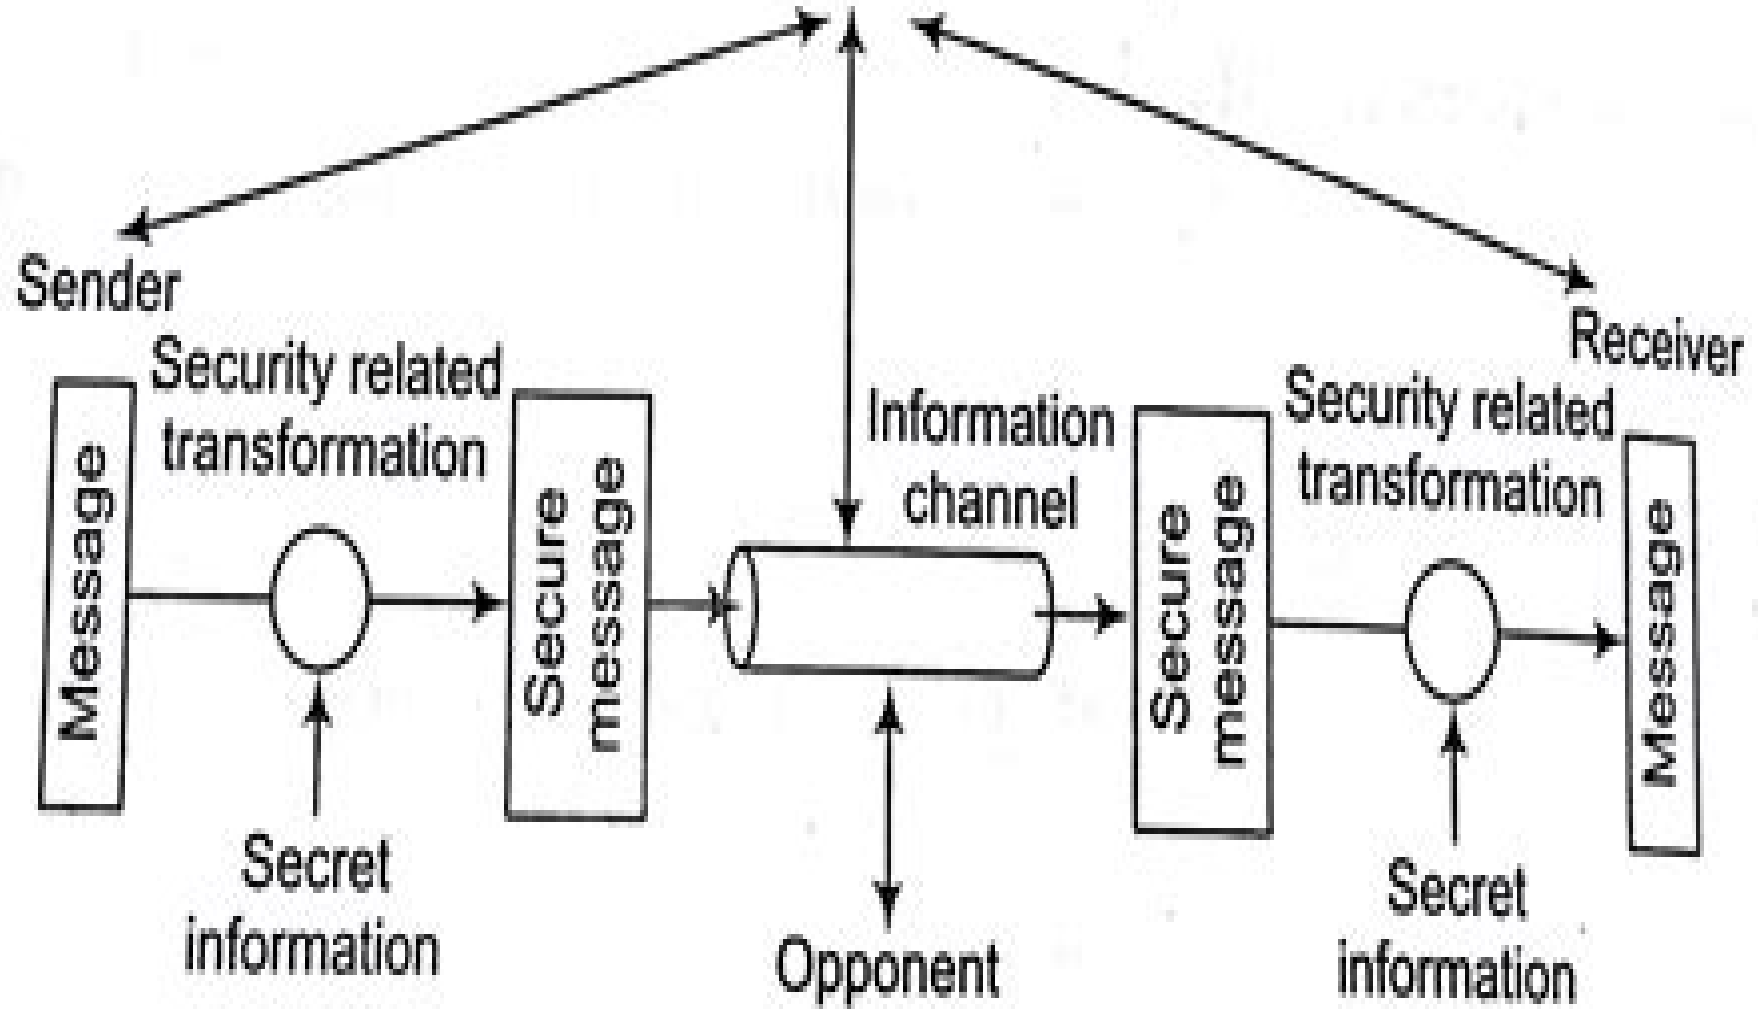 Sender
Receiver
Security related
transformation
Information
channel
Security related
transformation
Message
Secure
message
Secure
message
Message
Secret
information
Opponent
Secret
information